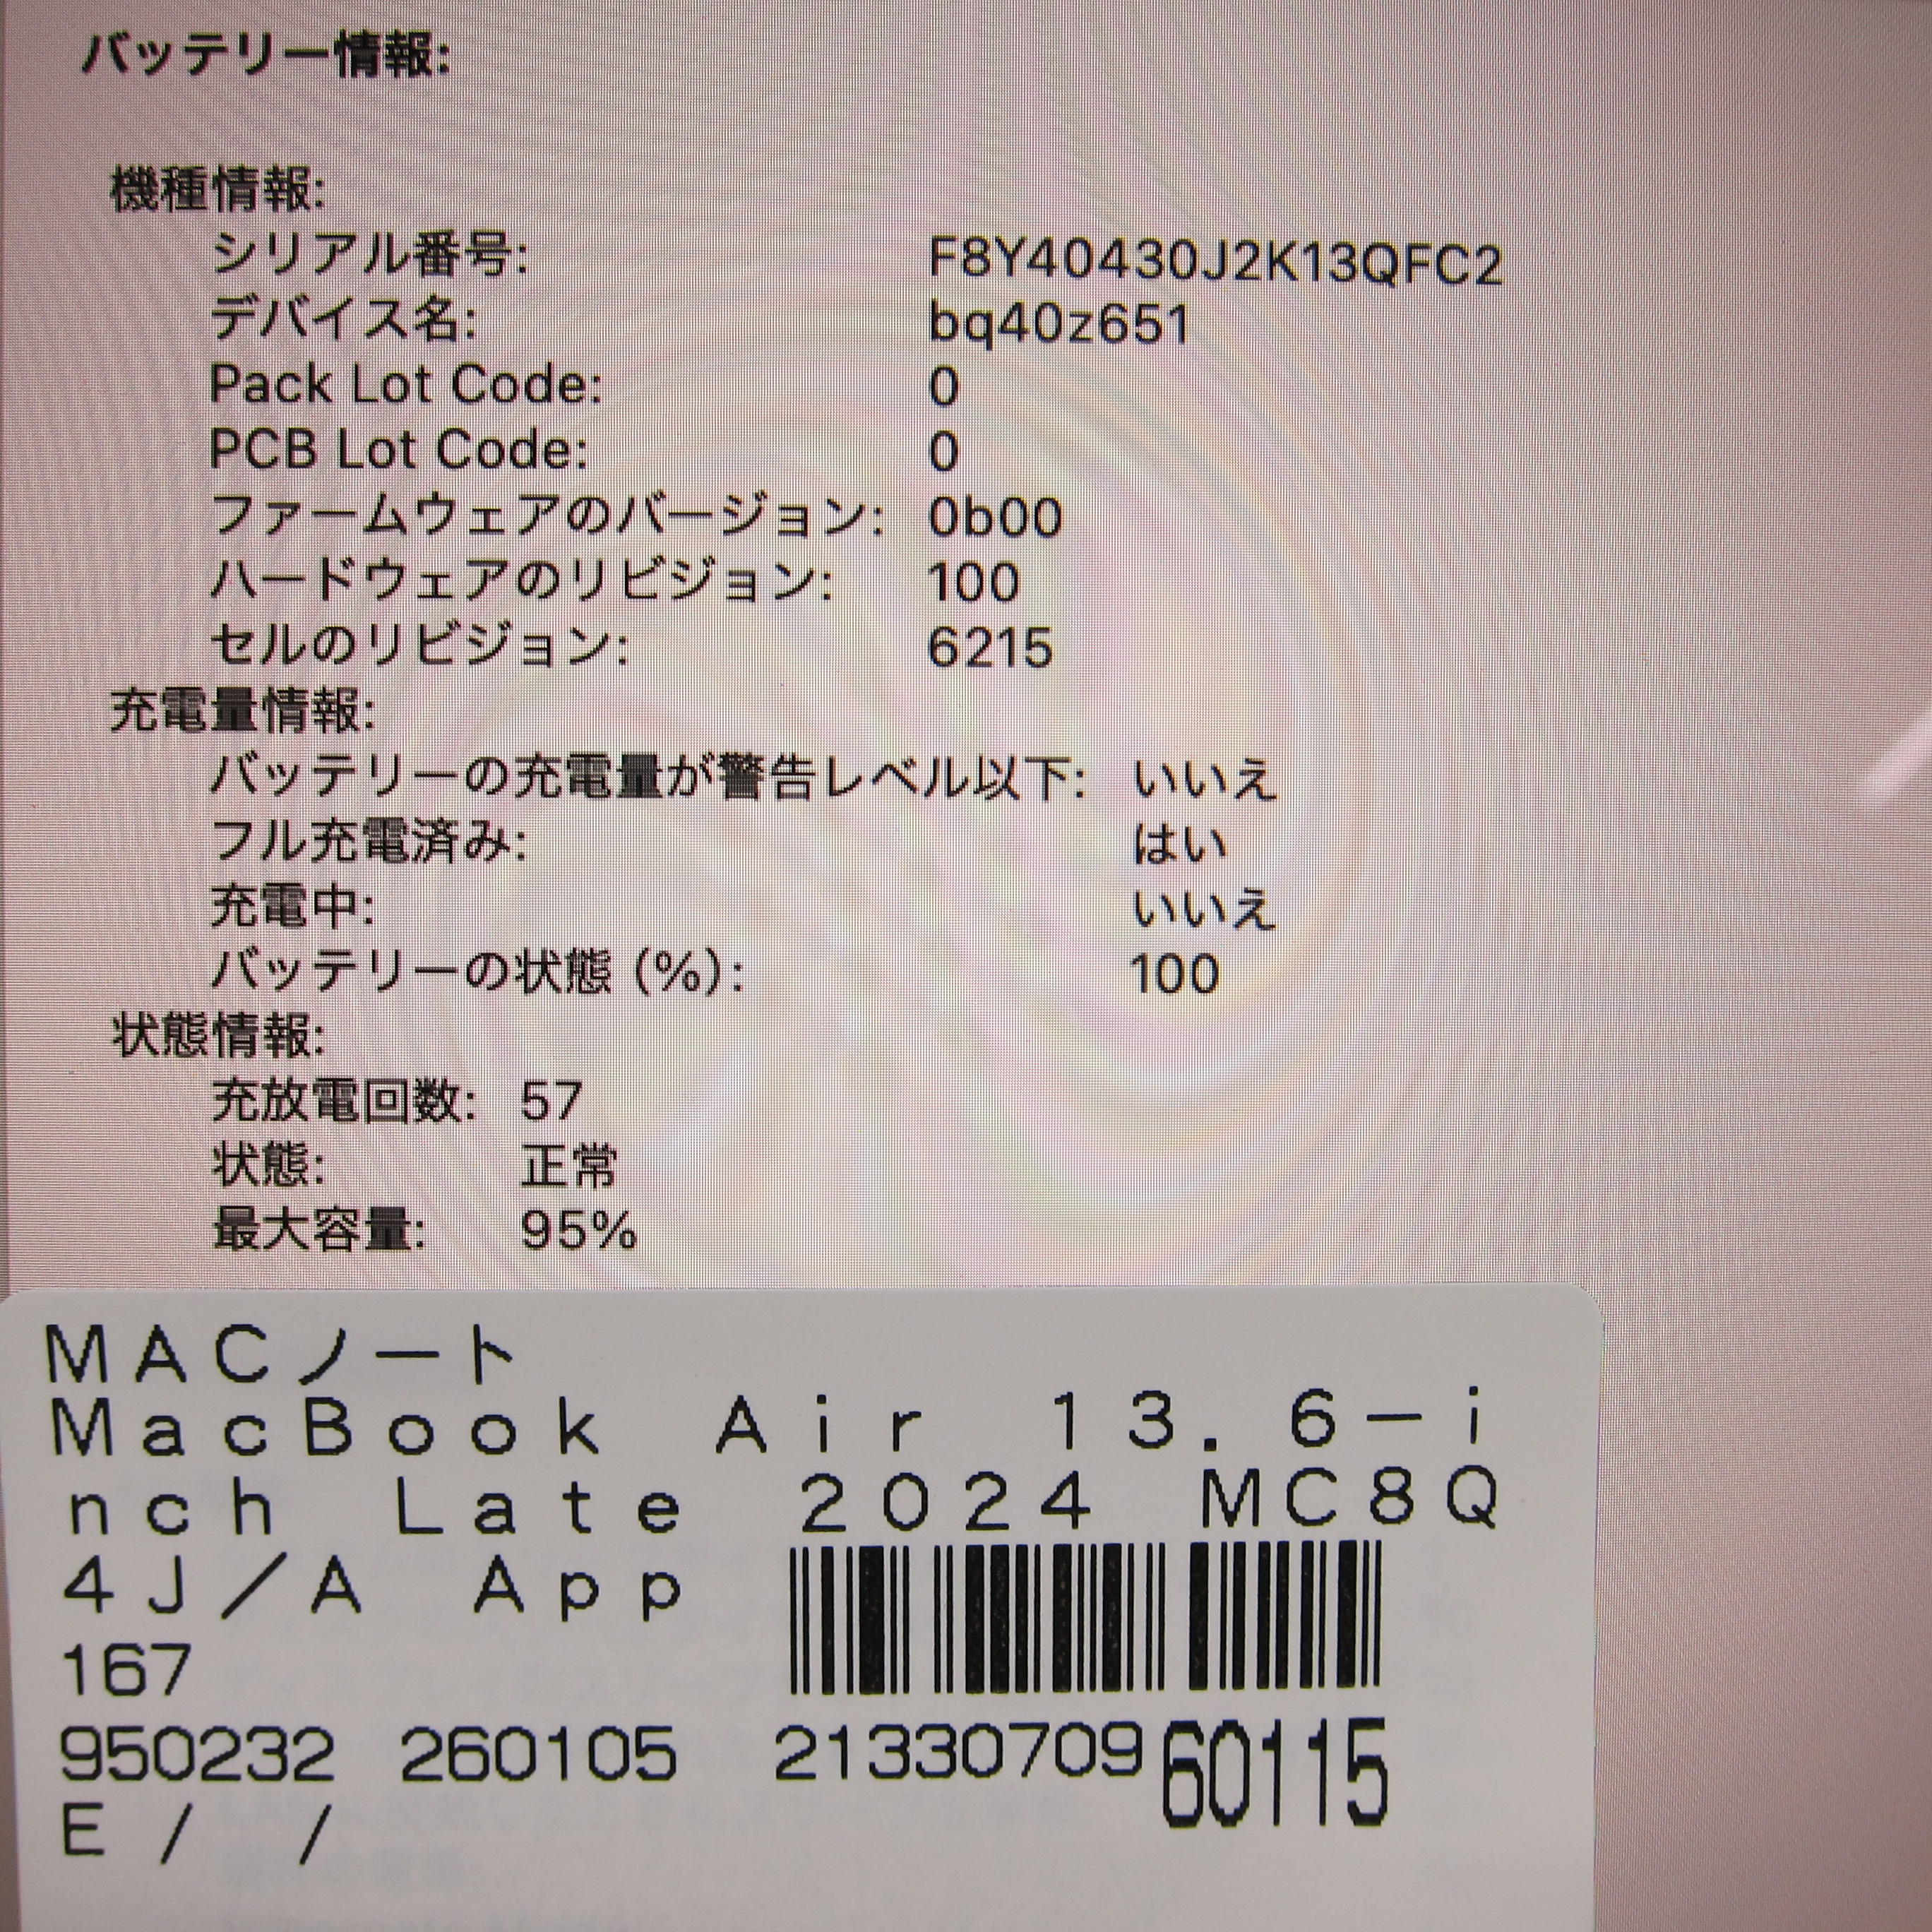 バッテリー情報:
機種情報:
シリアル番号: F8Y40430J2K13QFC2
デバイス名: bq40z651
Pack Lot Code: 0
PCB Lot Code: 0
ファームウェアのバージョン: 0b00
ハードウェアのリビジョン: 100
セルのリビジョン: 6215
充電量情報:
バッテリーの充電量が警告レベル以下: いいえ
フル充電済み: はい
充電中: いいえ
バッテリーの状態 (%): 100
状態情報:
充放電回数: 57
状態: 正常
最大容量: 95%
MACノート
MacBook Air 13.6-i
nch Late 2024 MC8Q
4J/A App
167
950232 260105 21330709 60115
E / /